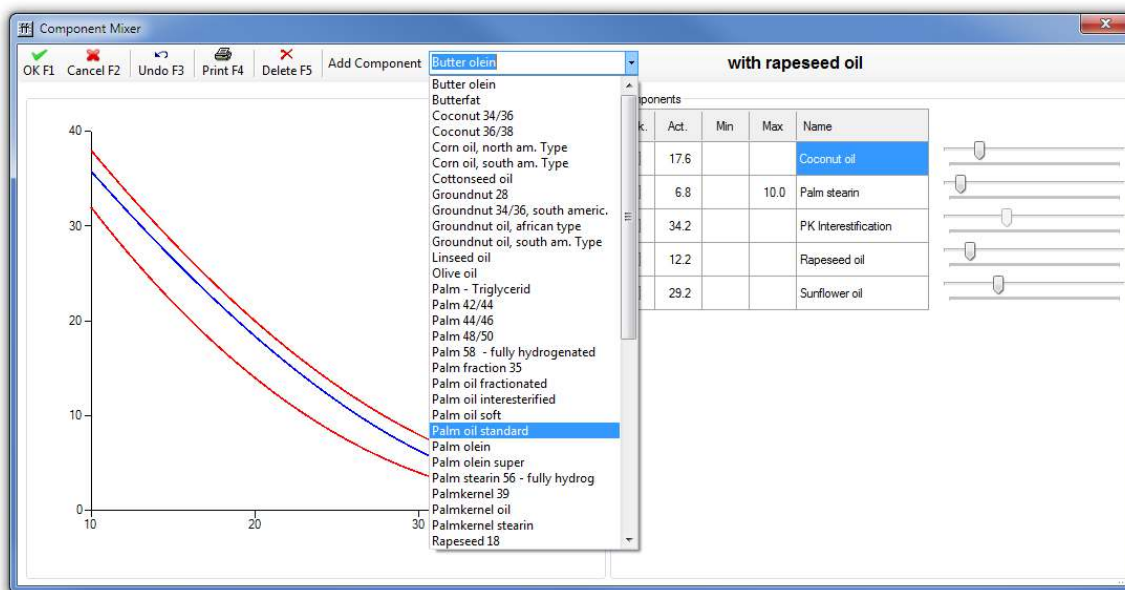 fff Component Mixer
OK F1 Cancel F2 Undo F3 Print F4 Delete F5 Add Component Butter olein with rapeseed oil
Butter olein
Butterfat
Coconut 34/36
Coconut 36/38
Corn oil, north am. Type
Corn oil, south am. Type
Cottonseed oil
Groundnut 28
Groundnut 34/36, south americ.
Groundnut oil, african type
Groundnut oil, south am. Type
Linseed oil
Olive oil
Palm - Triglycerid
Palm 42/44
Palm 44/46
Palm 48/50
Palm 58 - fully hydrogenated
Palm fraction 35
Palm oil fractionated
Palm oil interesterified
Palm oil soft
Palm oil standard
Palm olein
Palm olein super
Palm stearin 56 - fully hydrog
Palmkernel 39
Palmkernel oil
Palmkernel stearin
Rapeseed 18
40
30
20
10
0
10 20 30
ponents
k. Act. Min Max Name
17.6 Coconut oil
6.8 10.0 Palm stearin
34.2 PK Interestification
12.2 Rapeseed oil
29.2 Sunflower oil